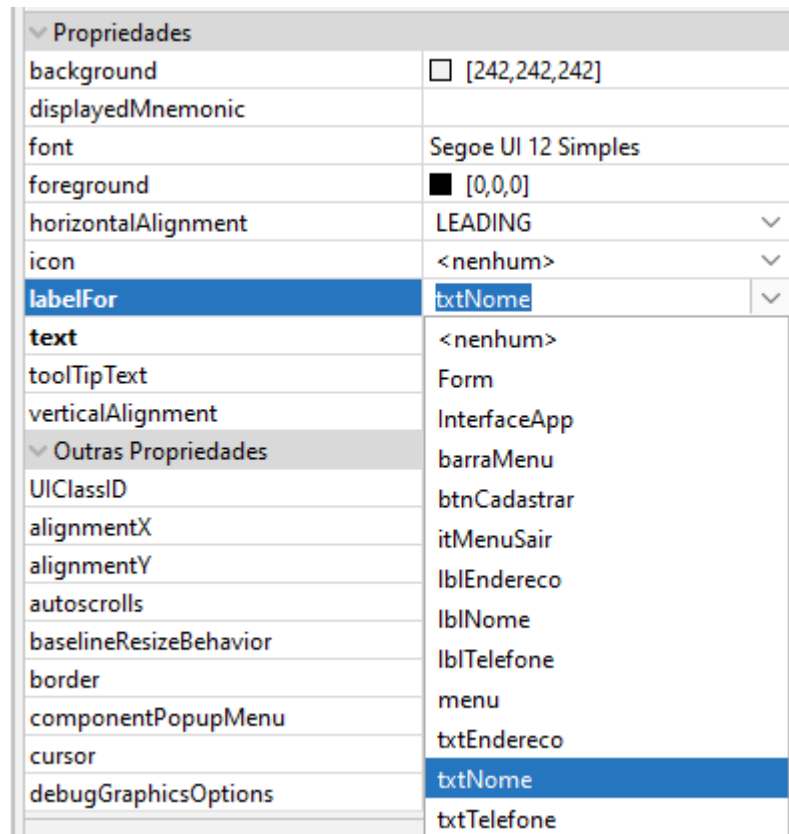 Propriedades
background [242,242,242]
displayedMnemonic
font Segoe UI 12 Simples
foreground [0,0,0]
horizontalAlignment LEADING
icon <nenhum>
labelFor txtNome
text <nenhum>
toolTipText Form
verticalAlignment InterfaceApp
Outras Propriedades barraMenu
UIClassID btnCadastrar
alignmentX itMenuSair
alignmentY lblEndereco
autoscrolls lblNome
baselineResizeBehavior lblTelefone
border menu
componentPopupMenu txtEndereco
cursor txtNome
debugGraphicsOptions txtTelefone